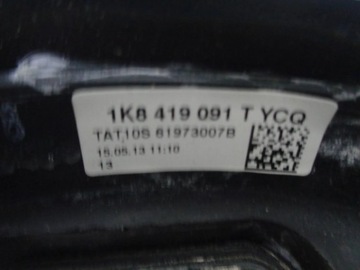 1K8 419 091 T YCQ
TAT10S 61973007B
15.05.13 11:10
13